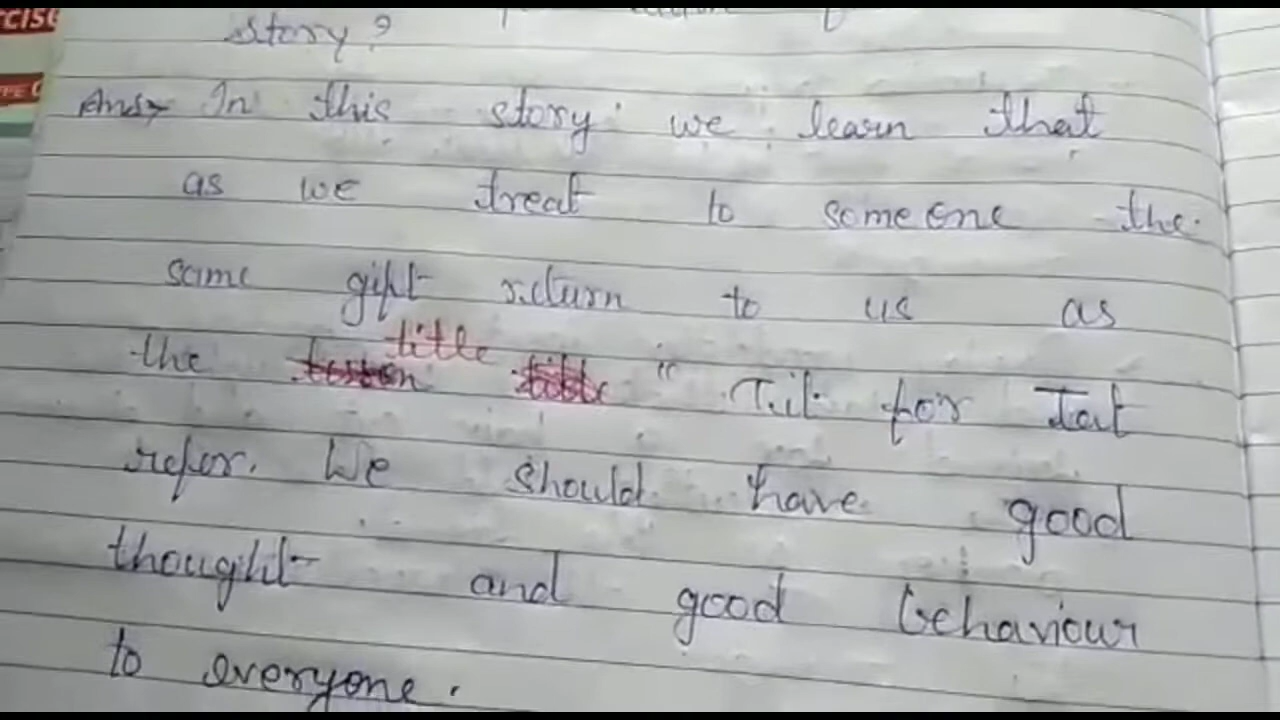 story?
Ans> In this story we learn that
as we treat to someone the
same gift return to us as
the title " Tit for Tat
refer. We should have good
thought and good behaviour
to everyone.